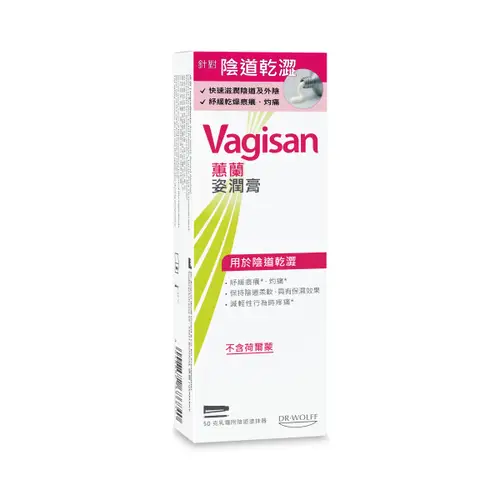 針對 陰道乾澀
✓ 快速滋潤陰道及外陰
✓ 紓緩乾燥痕癢、灼痛
Vagisan
蕙蘭
姿潤膏
用於陰道乾澀
• 紓緩痕癢*、灼痛*
• 保持陰道柔軟，具有保濕效果
• 減輕性行為時疼痛*
不含荷爾蒙
50 克乳霜附陰道塗抹器
DR·WOLFF